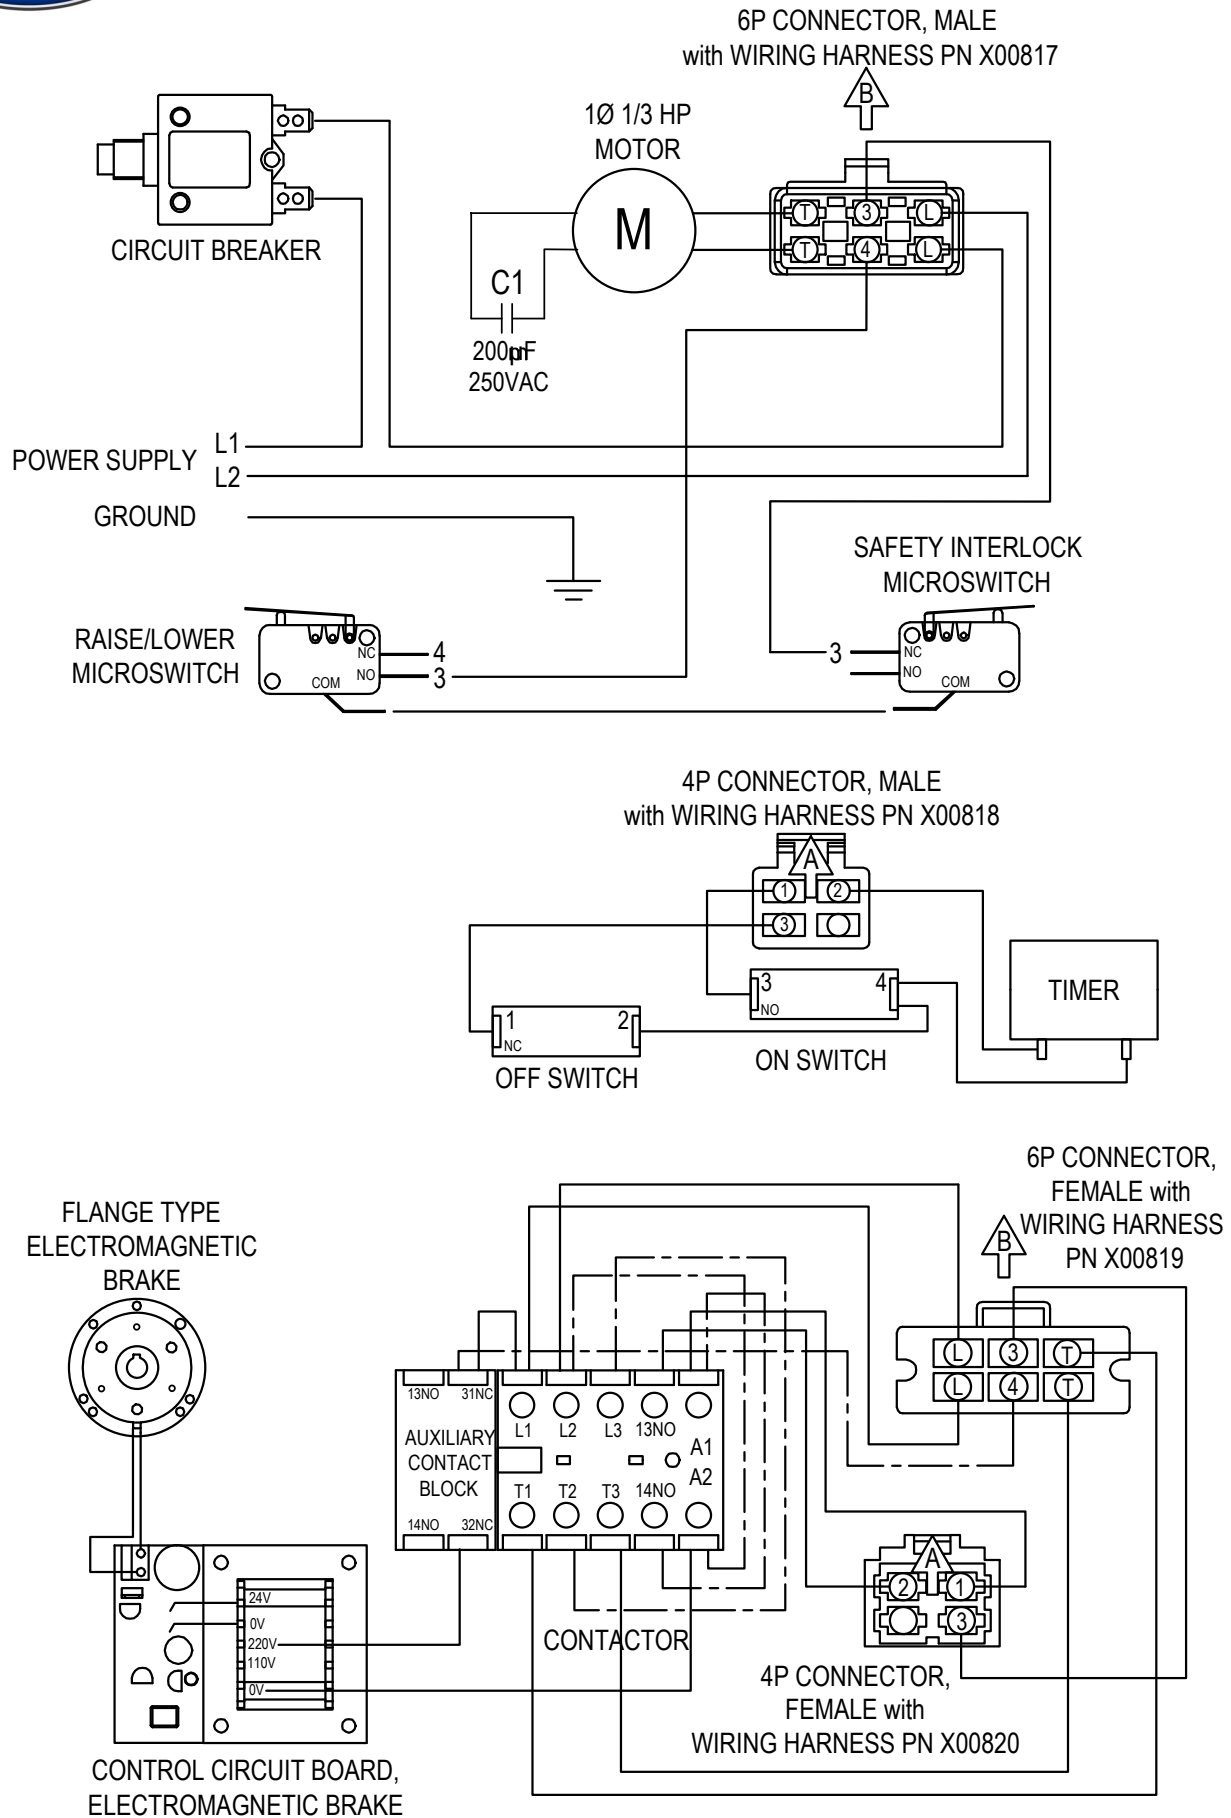 6P CONNECTOR, MALE
with WIRING HARNESS PN X00817
B
1Ø 1/3 HP
MOTOR
M
T 3 L
T 4 L
CIRCUIT BREAKER
C1
200µF
250VAC
POWER SUPPLY
L1
L2
GROUND
SAFETY INTERLOCK
MICROSWITCH
RAISE/LOWER
MICROSWITCH
NC
NO
COM
4
3
3
NC
NO
COM
4P CONNECTOR, MALE
with WIRING HARNESS PN X00818
A
1 2
3
TIMER
3 4
NO
ON SWITCH
1 2
NC
OFF SWITCH
6P CONNECTOR,
FEMALE with
WIRING HARNESS
PN X00819
B
L 3 T
L 4 T
FLANGE TYPE
ELECTROMAGNETIC
BRAKE
13NO 31NC
AUXILIARY
CONTACT
BLOCK
14NO 32NC
L1 L2 L3 13NO
A1
A2
T1 T2 T3 14NO
CONTACTOR
A
2 1
3
4P CONNECTOR,
FEMALE with
WIRING HARNESS PN X00820
24V
0V
220V
110V
0V
CONTROL CIRCUIT BOARD,
ELECTROMAGNETIC BRAKE